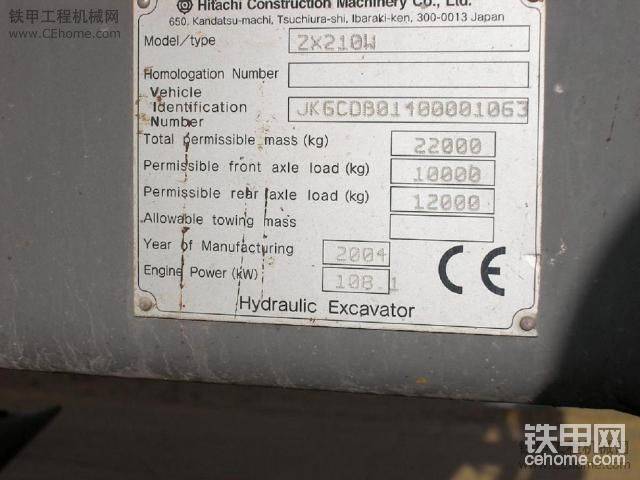 铁甲工程机械网
www.CEhome.com
Hitachi Construction Machinery Co., Ltd.
650, Kandatsu-machi, Tsuchiura-shi, Ibaraki-ken, 300-0013 Japan
Model/type ZX210W
Homologation Number
Vehicle
Identification JK6CDB01400001063
Number
Total permissible mass (kg) 22000
Permissible front axle load (kg) 10000
Permissible rear axle load (kg) 12000
Allowable towing mass
Year of Manufacturing 2004
Engine Power (kW) 108.1
CE
Hydraulic Excavator
铁甲网
cehome.com